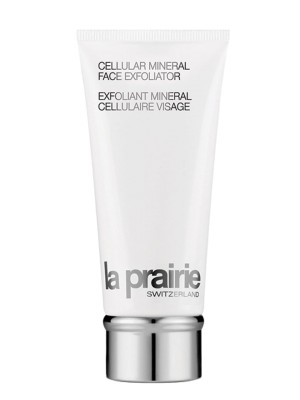 CELLULAR MINERAL
FACE EXFOLIATOR
EXFOLIANT MINERAL
CELLULAIRE VISAGE
la prairie
SWITZERLAND